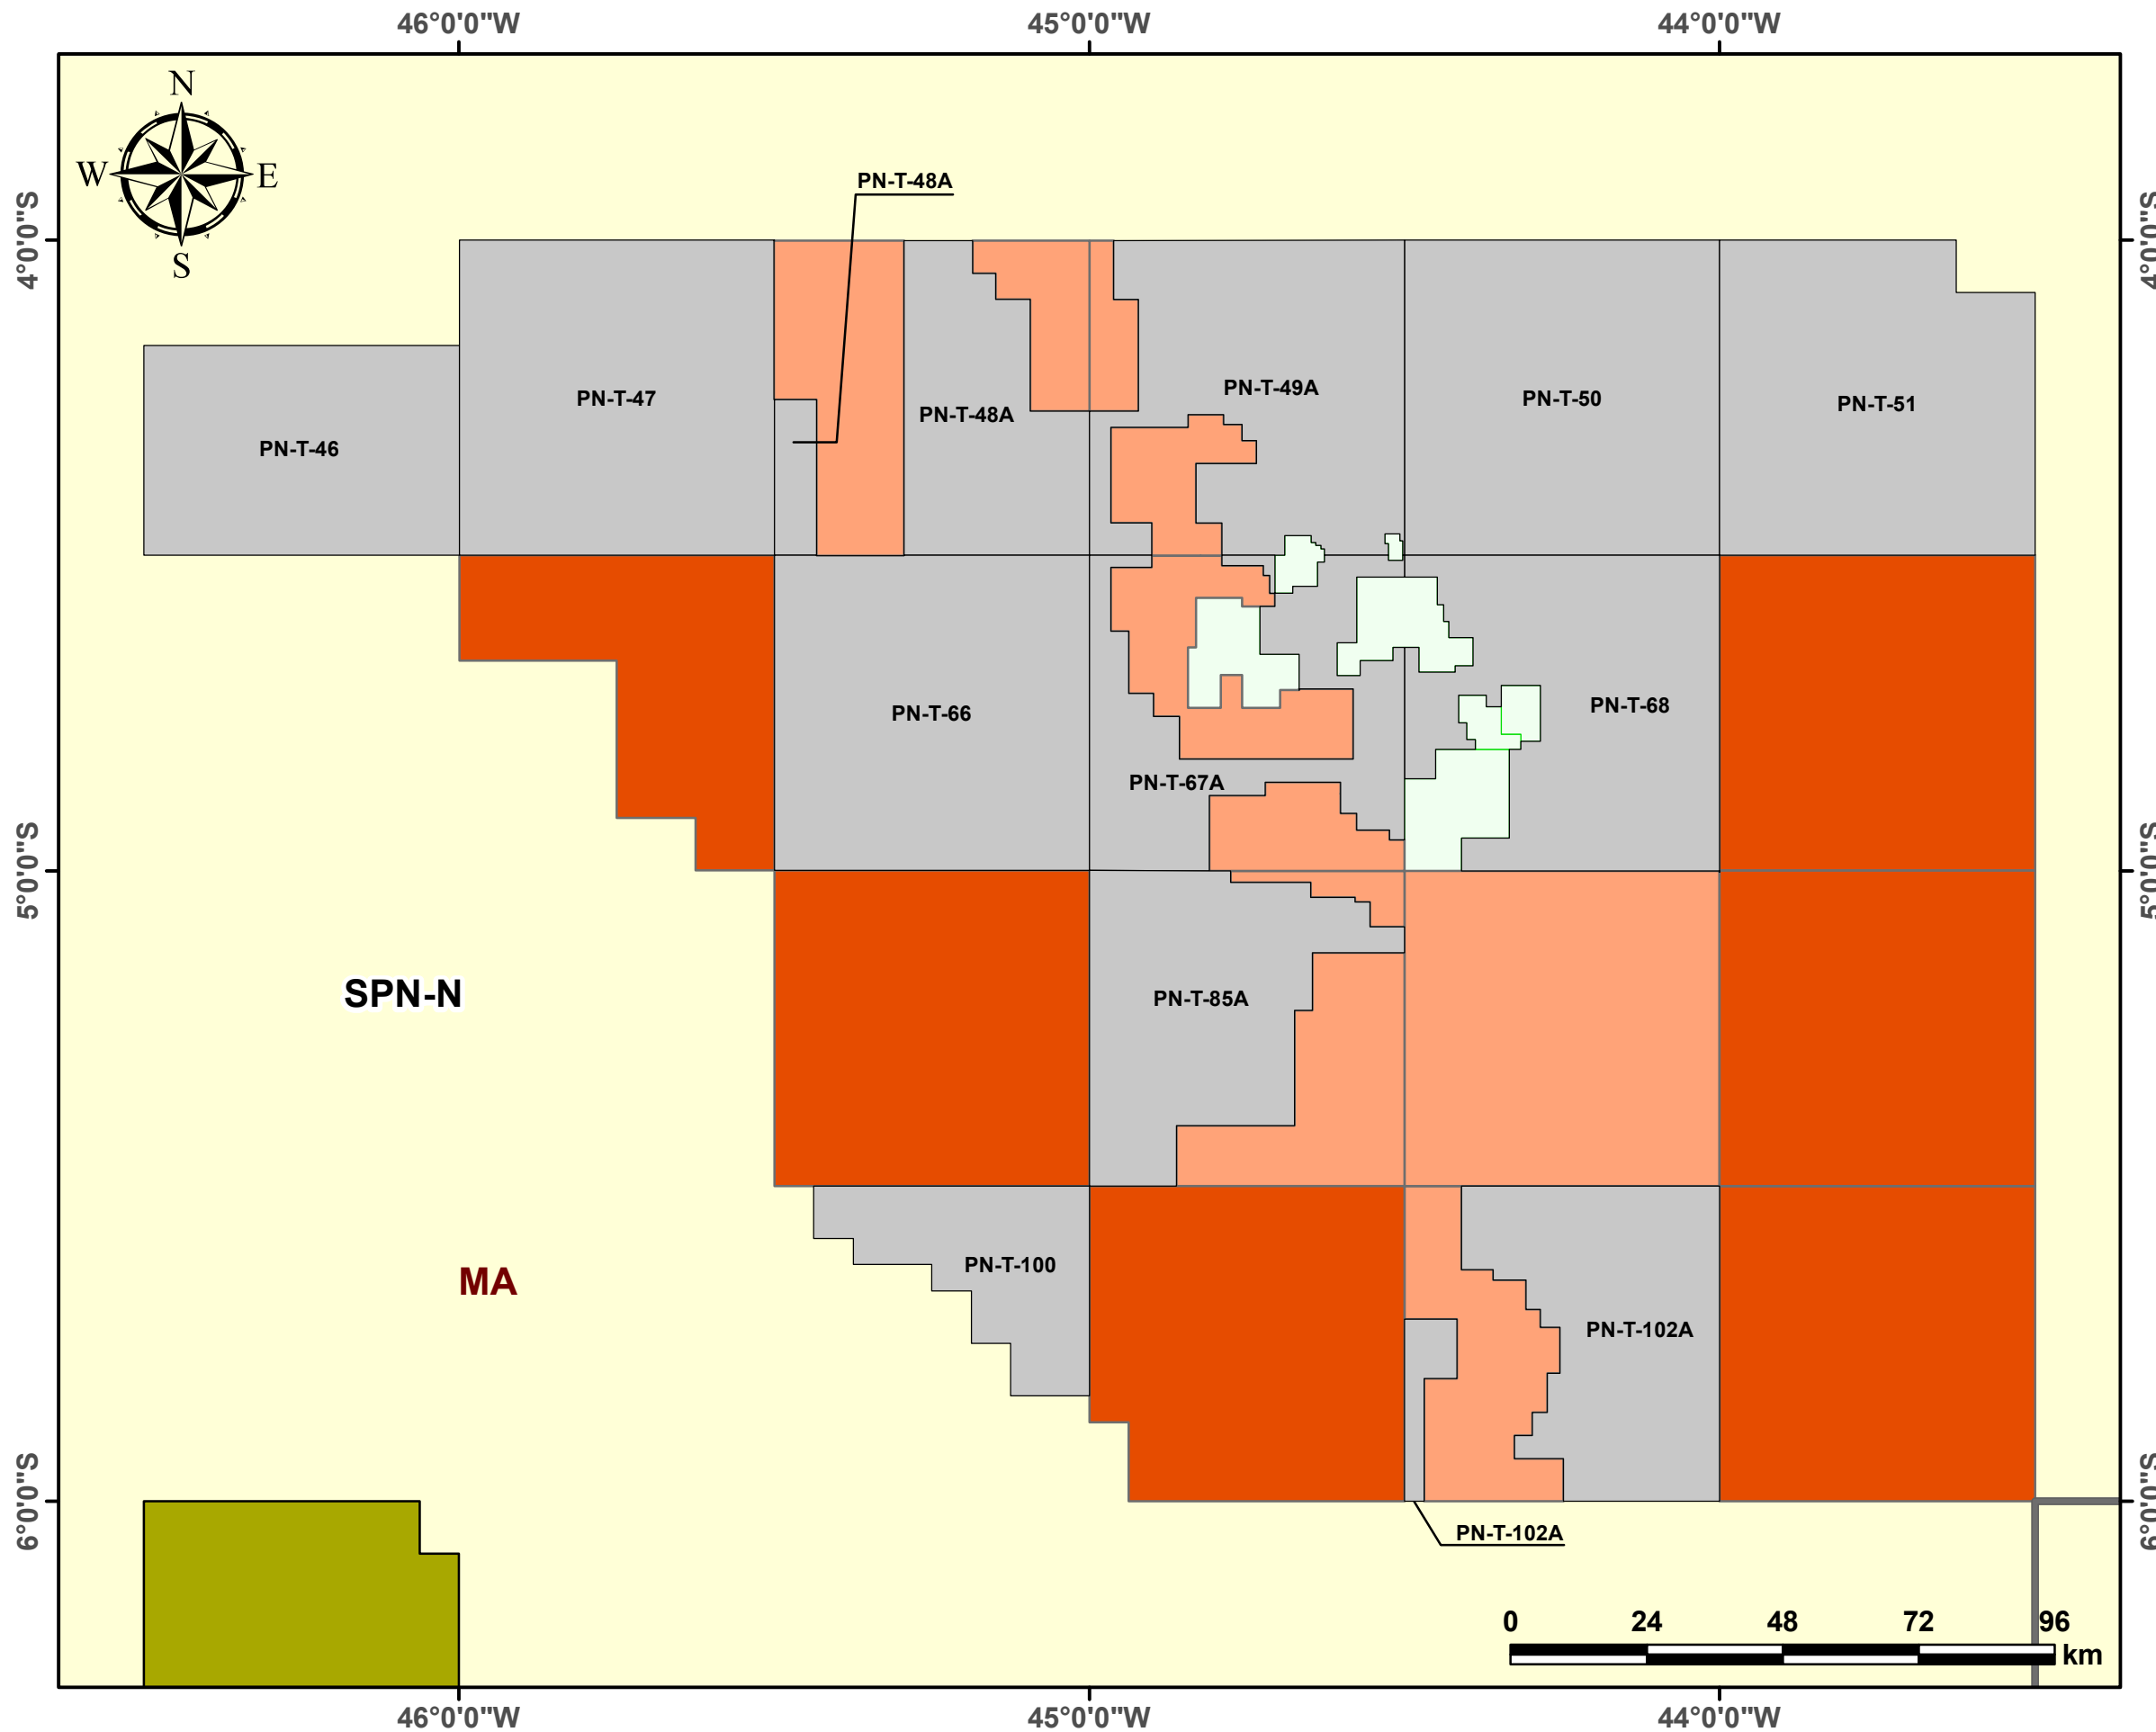 46°0'0"W
45°0'0"W
44°0'0"W
N
W
E
S
4°0'0"S
4°0'0"S
PN-T-48A
PN-T-49A
PN-T-47
PN-T-50
PN-T-51
PN-T-48A
PN-T-46
PN-T-66
PN-T-68
PN-T-67A
5°0'0"S
5°0'0"S
SPN-N
PN-T-85A
PN-T-100
MA
PN-T-102A
6°0'0"S
6°0'0"S
PN-T-102A
0 24 48 72 96
km
46°0'0"W
45°0'0"W
44°0'0"W